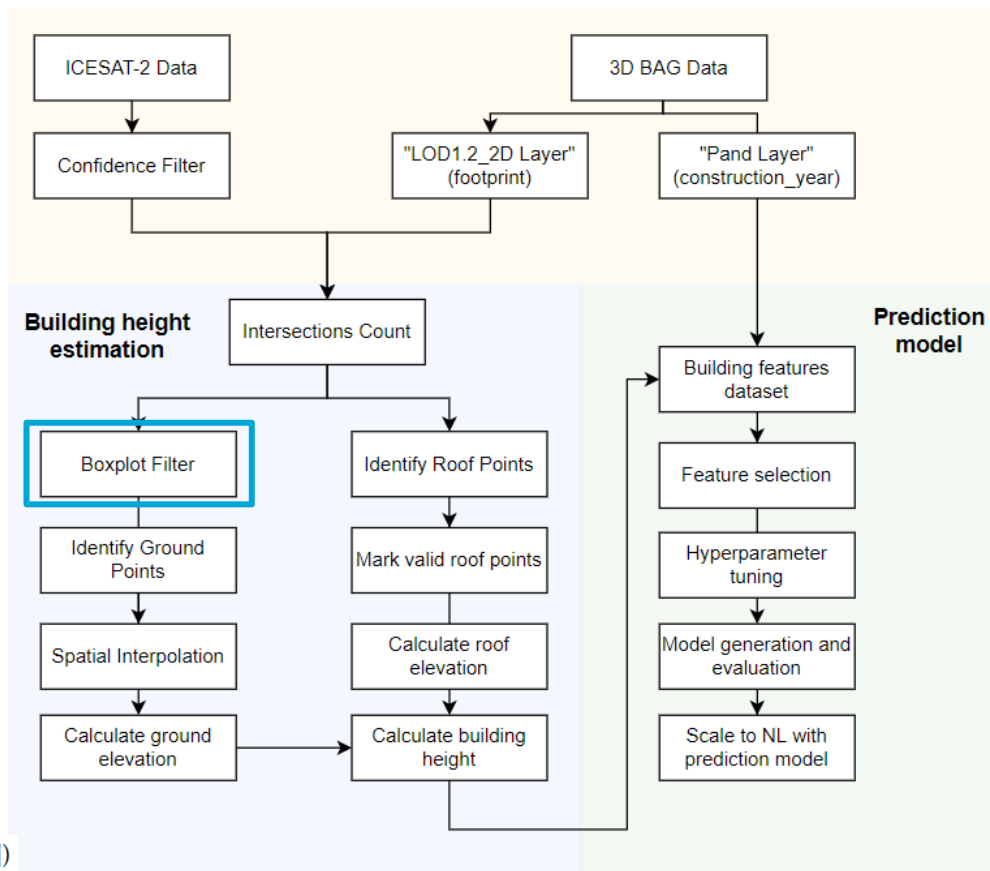 ICESAT-2 Data
3D BAG Data
Confidence Filter
"LOD1.2_2D Layer"
(footprint)
"Pand Layer"
(construction_year)
Building height
estimation
Intersections Count
Prediction
model
Building features
dataset
Boxplot Filter
Identify Roof Points
Feature selection
Identify Ground
Points
Mark valid roof points
Hyperparameter
tuning
Spatial Interpolation
Calculate roof
elevation
Model generation and
evaluation
Calculate ground
elevation
Calculate building
height
Scale to NL with
prediction model
])